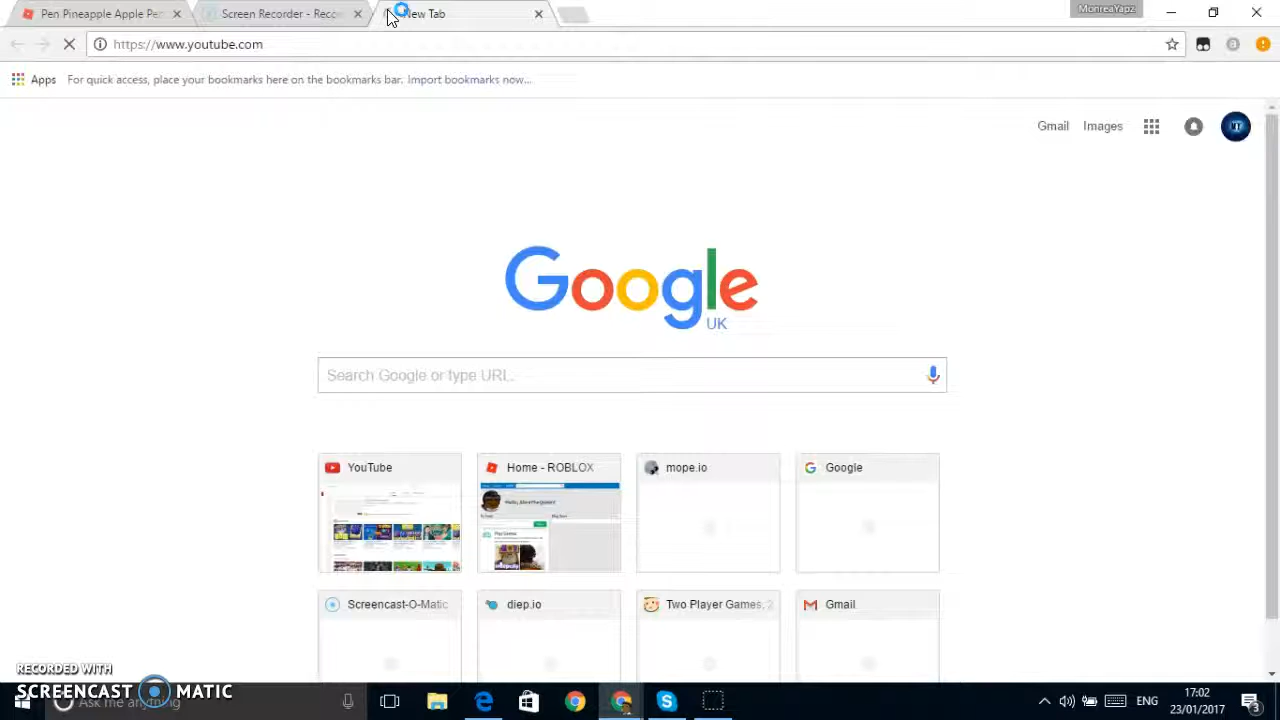 Pen Pineapple Apple Pe
Screen Recorder - Reco
New Tab
MonreaYapz
https://www.youtube.com
Apps For quick access, place your bookmarks here on the bookmarks bar. Import bookmarks now...
Gmail Images
Google
UK
Search Google or type URL.
YouTube
Home - ROBLOX
mope.io
Google
Screencast-O-Matic
diep.io
Two Player Games, 2
Gmail
RECORDED WITH
SCREENCAST MATIC
Ask me anything
ENG
17:02
23/01/2017
3